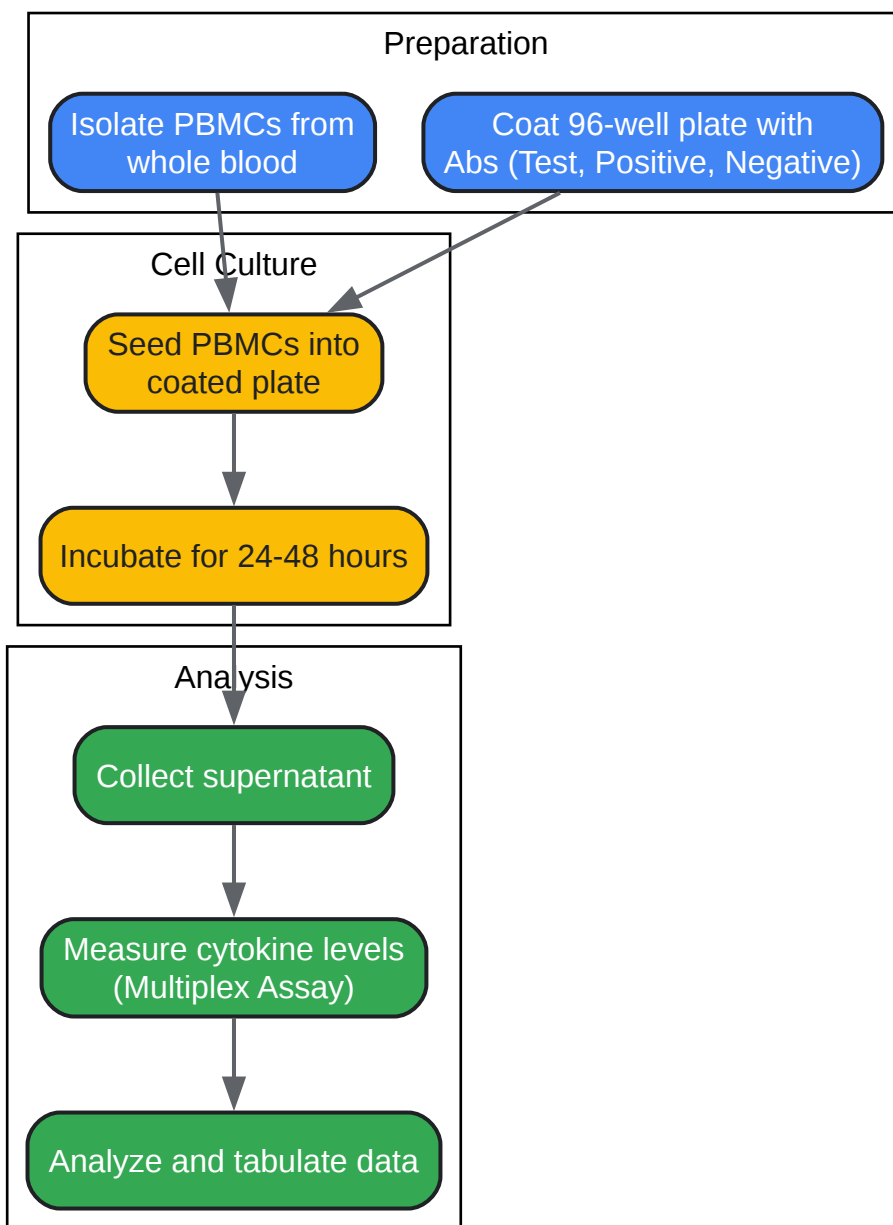 Preparation
Isolate PBMCs from
whole blood
Coat 96-well plate with
Abs (Test, Positive, Negative)
Cell Culture
Seed PBMCs into
coated plate
Incubate for 24-48 hours
Analysis
Collect supernatant
Measure cytokine levels
(Multiplex Assay)
Analyze and tabulate data